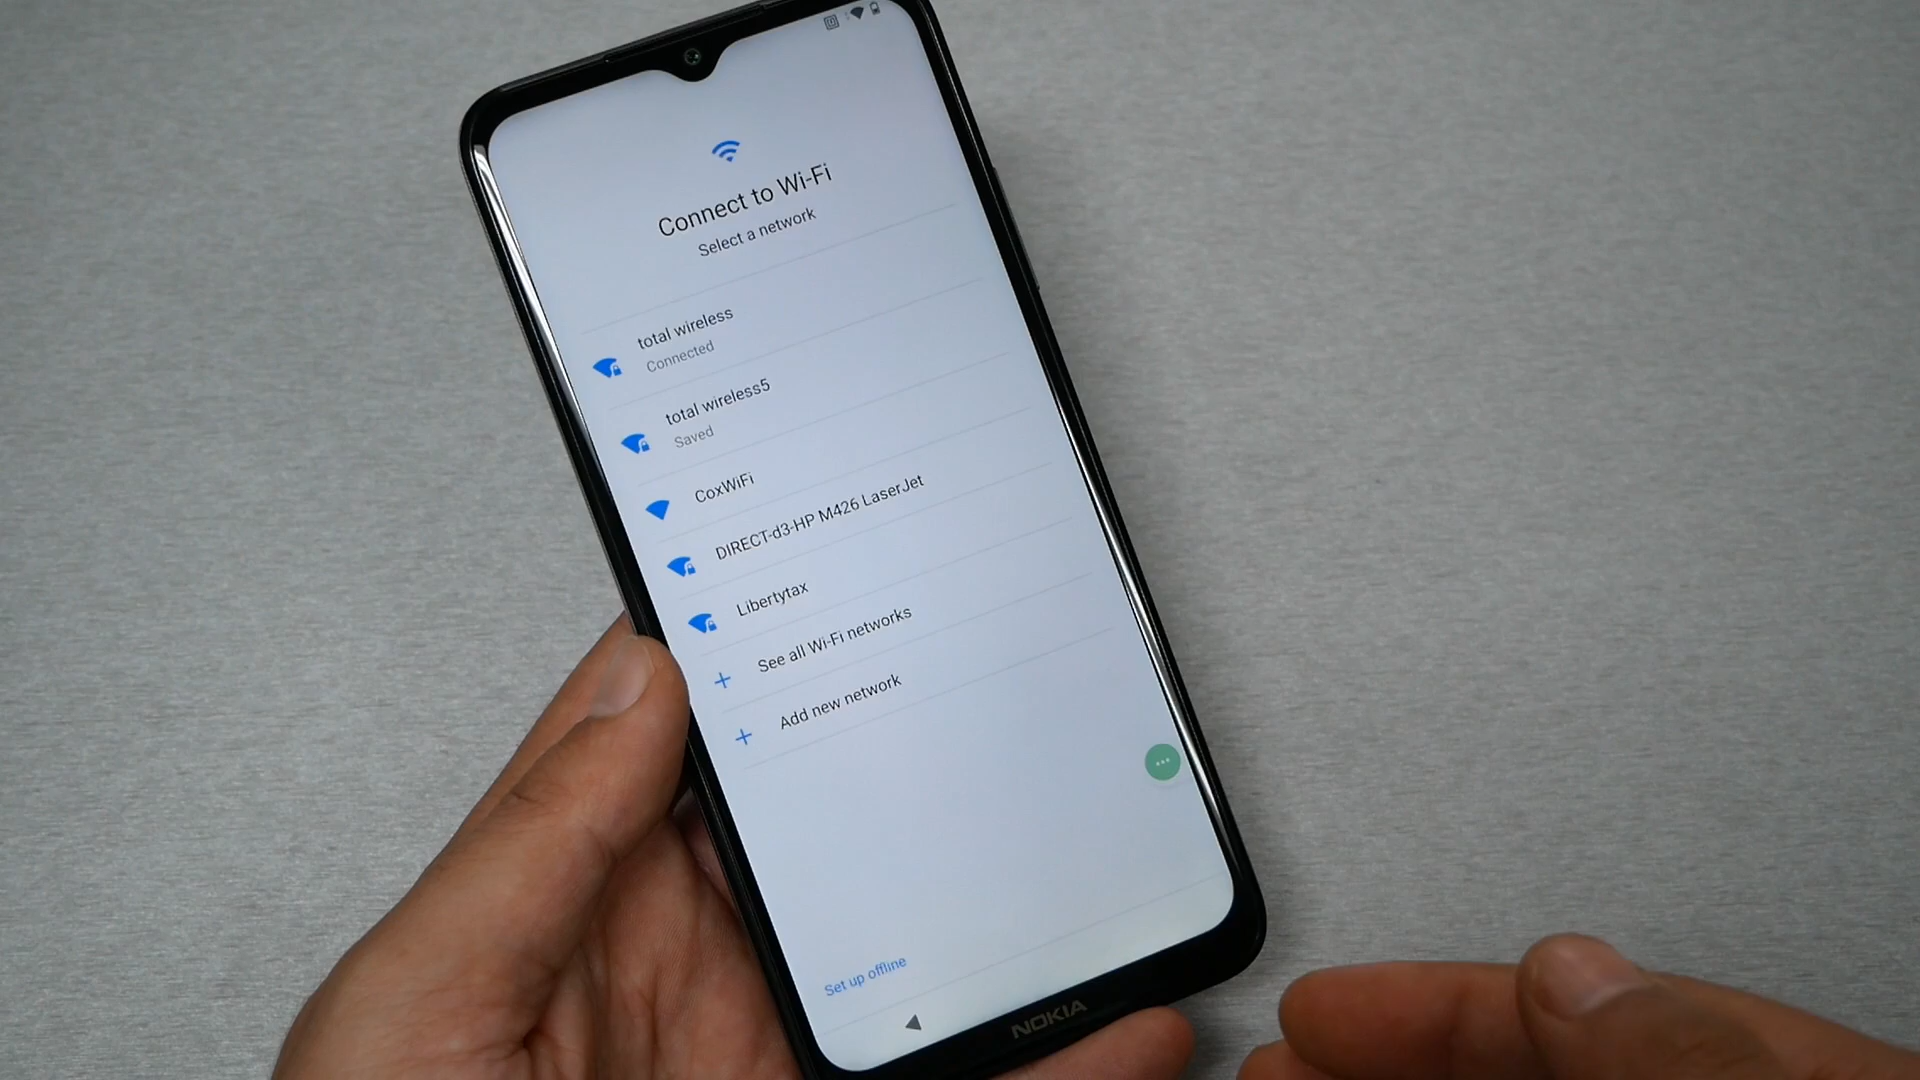 Connect to Wi-Fi
Select a network
total wireless
Connected
total wireless5
Saved
CoxWiFi
DIRECT-d3-HP M426 LaserJet
Libertytax
See all Wi-Fi networks
Add new network
Set up offline
NOKIA